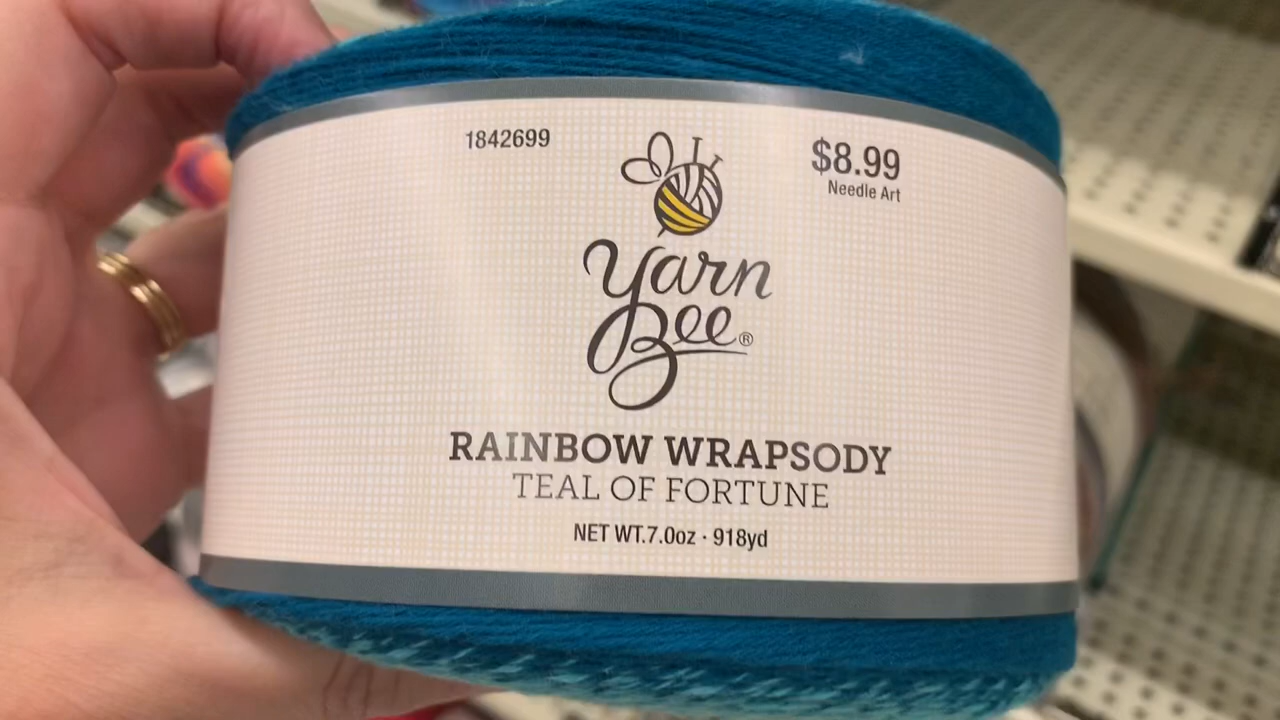 1842699
$8.99
Needle Art
Yarn
Bee®
RAINBOW WRAPSODY
TEAL OF FORTUNE
NET WT.7.0oz · 918yd